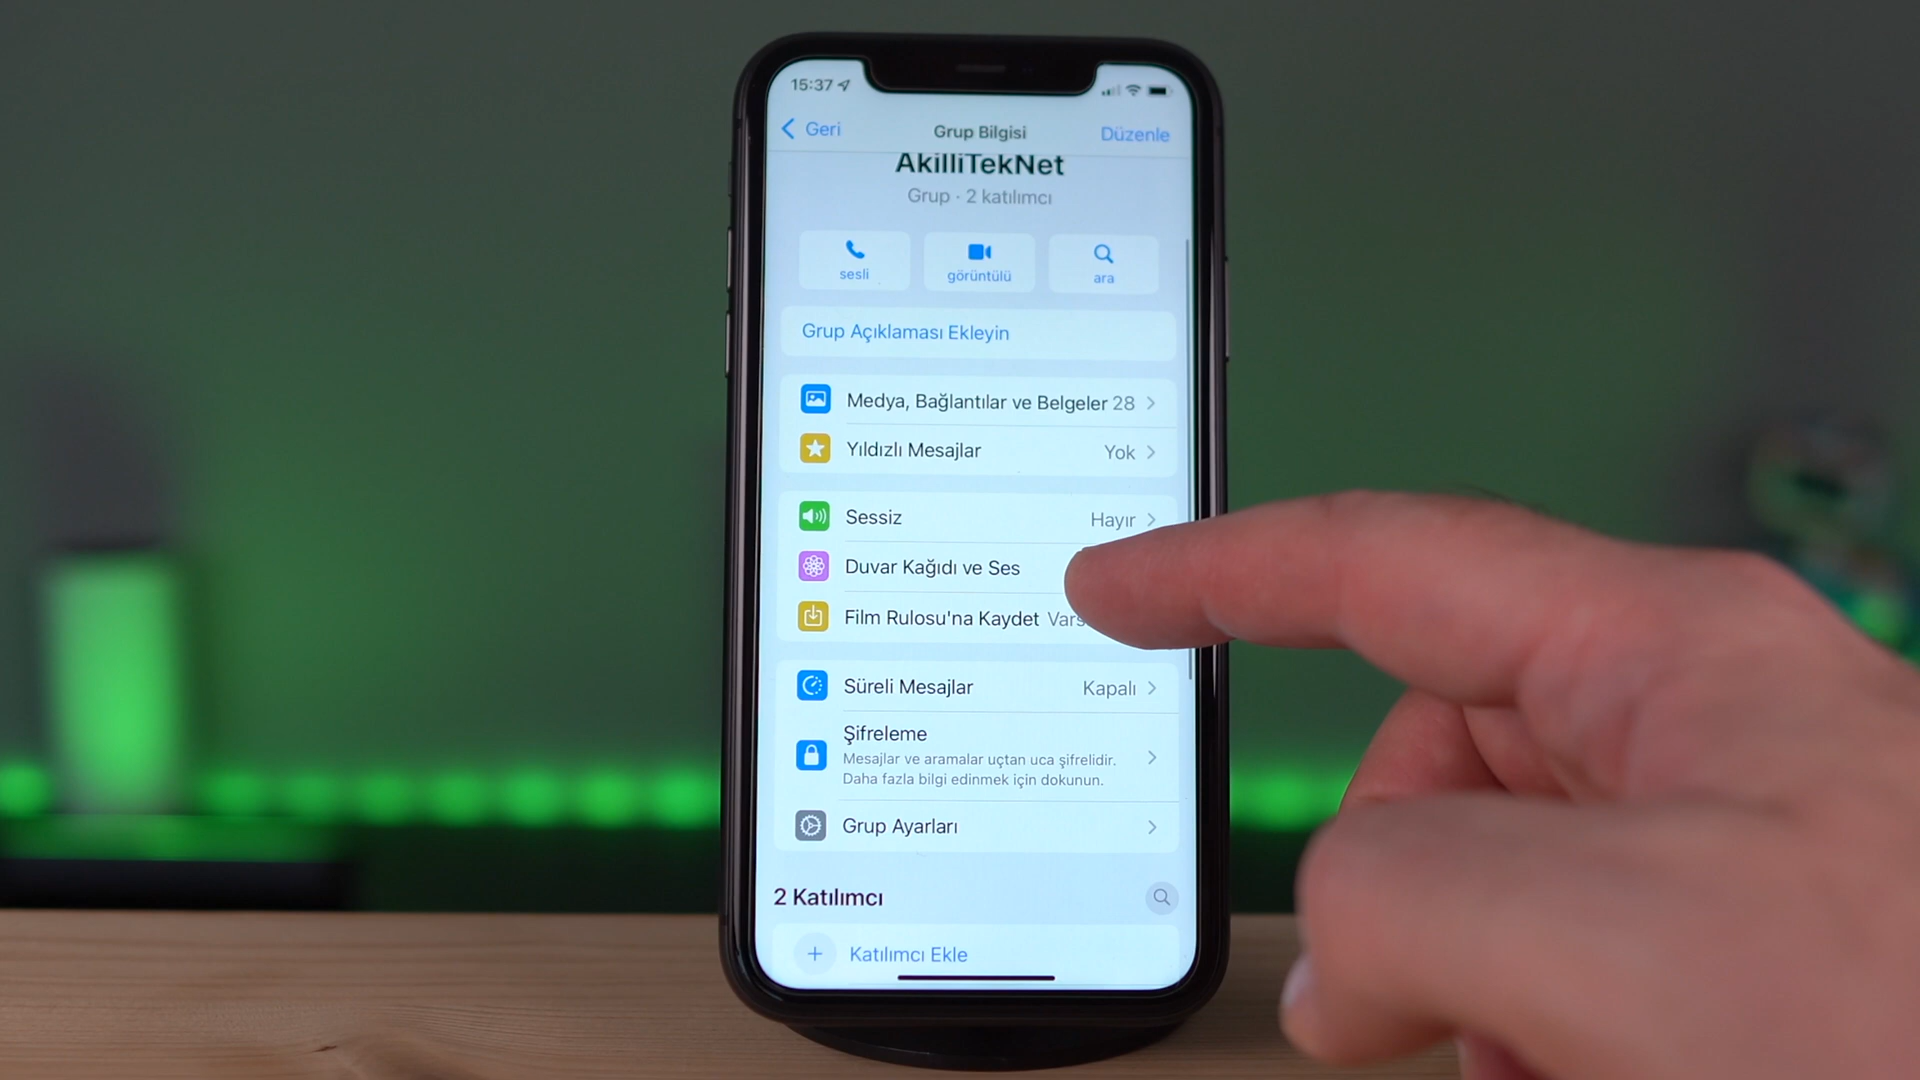 15:37
Geri
Grup Bilgisi
Düzenle
AkilliTekNet
Grup · 2 katılımcı
sesli
görüntülü
ara
Grup Açıklaması Ekleyin
Medya, Bağlantılar ve Belgeler 28
Yıldızlı Mesajlar Yok
Sessiz Hayır
Duvar Kağıdı ve Ses
Film Rulosu'na Kaydet Vars
Süreli Mesajlar Kapalı
Şifreleme
Mesajlar ve aramalar uçtan uca şifrelidir.
Daha fazla bilgi edinmek için dokunun.
Grup Ayarları
2 Katılımcı
Katılımcı Ekle